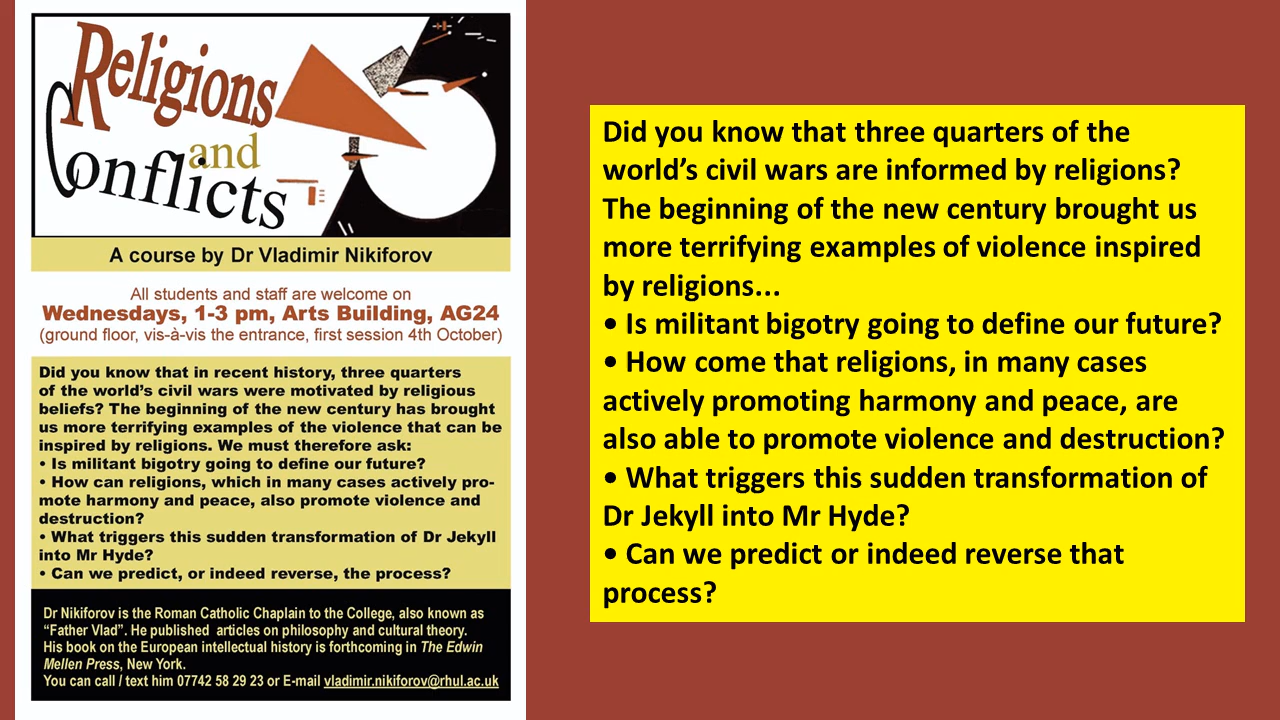 Religions
and
Conflicts
A course by Dr Vladimir Nikiforov
All students and staff are welcome on
Wednesdays, 1-3 pm, Arts Building, AG24
(ground floor, vis-à-vis the entrance, first session 4th October)
Did you know that in recent history, three quarters
of the world’s civil wars were motivated by religious
beliefs? The beginning of the new century has brought
us more terrifying examples of the violence that can be
inspired by religions. We must therefore ask:
• Is militant bigotry going to define our future?
• How can religions, which in many cases actively pro-
mote harmony and peace, also promote violence and
destruction?
• What triggers this sudden transformation of Dr Jekyll
into Mr Hyde?
• Can we predict, or indeed reverse, the process?
Dr Nikiforov is the Roman Catholic Chaplain to the College, also known as
“Father Vlad”. He published articles on philosophy and cultural theory.
His book on the European intellectual history is forthcoming in The Edwin
Mellen Press, New York.
You can call / text him 07742 58 29 23 or E-mail vladimir.nikiforov@rhul.ac.uk
Did you know that three quarters of the
world’s civil wars are informed by religions?
The beginning of the new century brought us
more terrifying examples of violence inspired
by religions...
• Is militant bigotry going to define our future?
• How come that religions, in many cases
actively promoting harmony and peace, are
also able to promote violence and destruction?
• What triggers this sudden transformation of
Dr Jekyll into Mr Hyde?
• Can we predict or indeed reverse that
process?